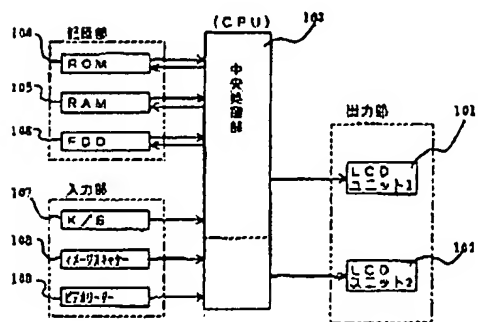 (CPU)
103
中央処理部
104
記憶部
ROM
105
RAM
106
FDD
入力部
107
K/B
108
イメージスキャナー
109
ビデオリーダー
出力部
101
LCD
ユニット1
102
LCD
ユニット2